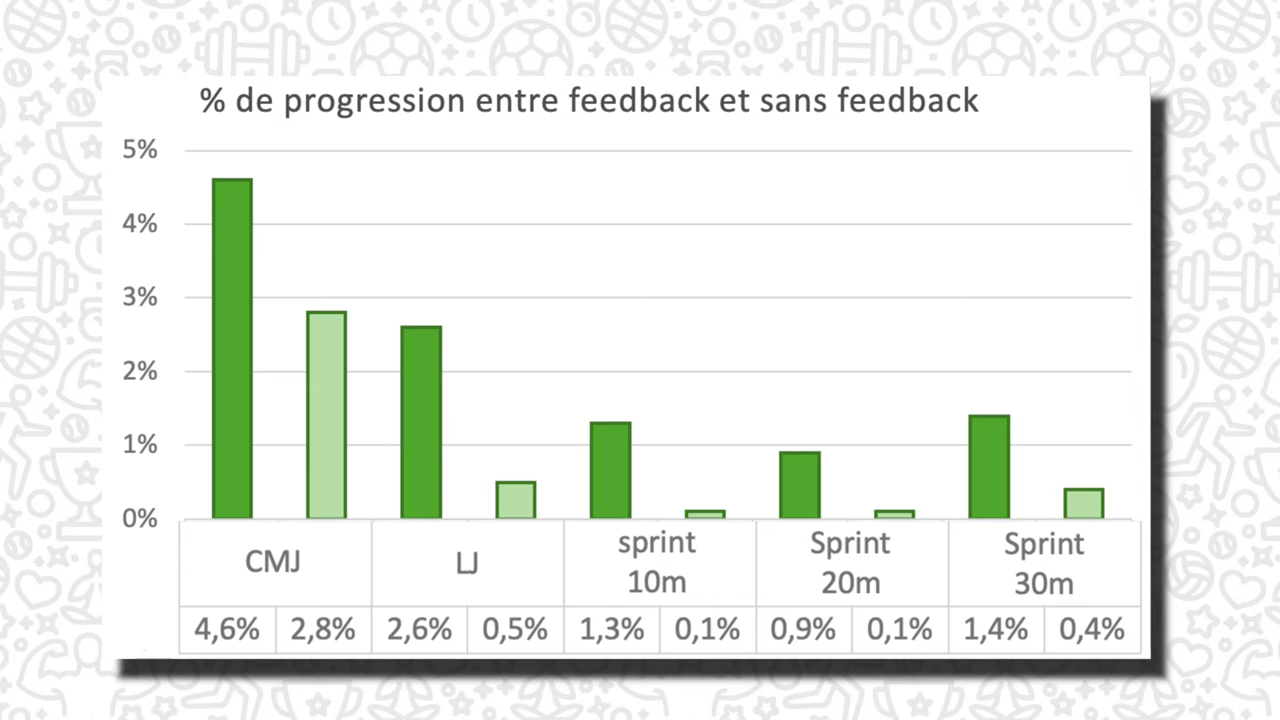 % de progression entre feedback et sans feedback
5%
4%
3%
2%
1%
0%
CMJ
LJ
sprint
10m
Sprint
20m
Sprint
30m
4,6% 2,8% 2,6% 0,5% 1,3% 0,1% 0,9% 0,1% 1,4% 0,4%